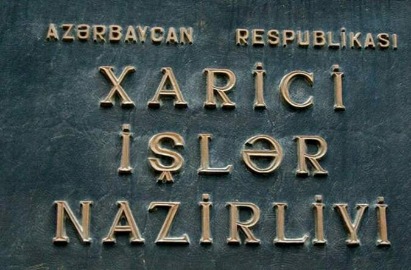 AZƏRBAYCAN RESPUBLİKASI
XARİCİ
İŞLƏR
NAZİRLİYİ